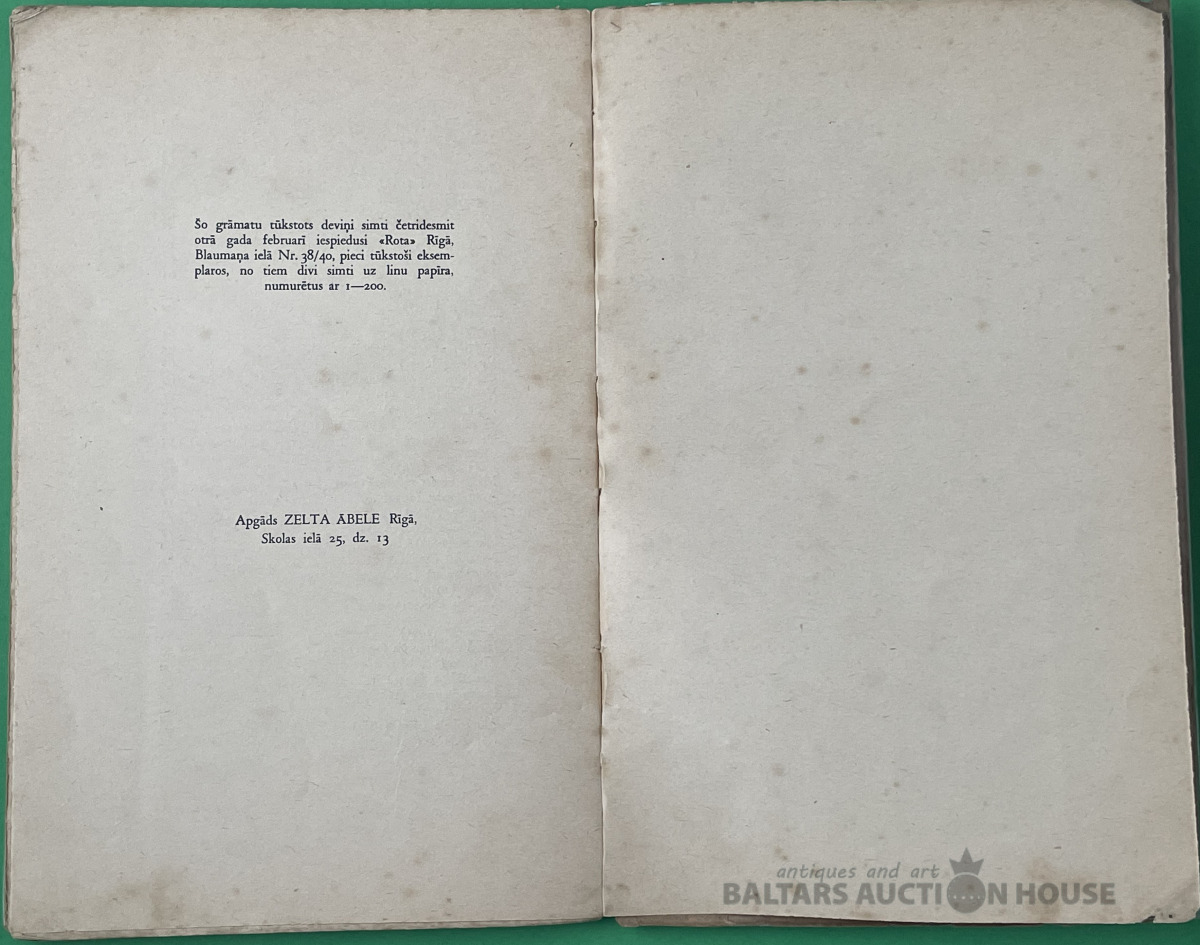 Šo grāmatu tūkstots deviņi simti četridesmit
otrā gada februarī iespiedusi «Rota» Rīgā,
Blaumaņa ielā Nr. 38/40, pieci tūkstoši eksem-
plaros, no tiem divi simti uz linu papīra,
numurētus ar 1—200.
Apgāds ZELTA ĀBELE Rīgā,
Skolas ielā 25, dz. 13
antiques and art
BALTARS AUCTION HOUSE